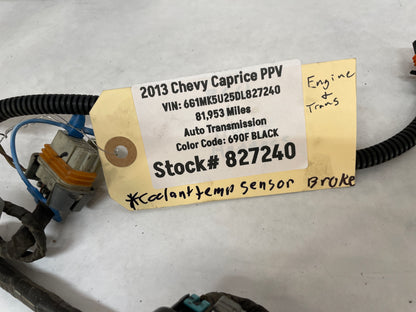 2013 Chevy Caprice PPV
VIN: 6G1MK5U25DL827240
81,953 Miles
Auto Transmission
Color Code: 690F BLACK
Stock# 827240
Engine
+
Trans
*Coolant temp sensor Broke